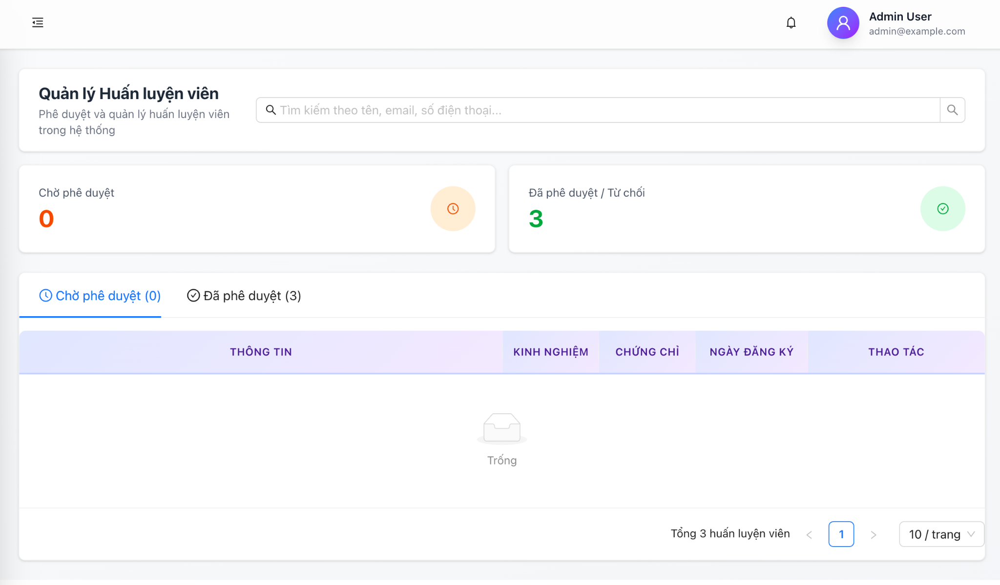 Admin User
admin@example.com
Quản lý Huấn luyện viên
Phê duyệt và quản lý huấn luyện viên
trong hệ thống
Tìm kiếm theo tên, email, số điện thoại...
Chờ phê duyệt
0
Đã phê duyệt / Từ chối
3
Chờ phê duyệt (0)
Đã phê duyệt (3)
THÔNG TIN
KINH NGHIỆM
CHỨNG CHỈ
NGÀY ĐĂNG KÝ
THAO TÁC
Trống
Tổng 3 huấn luyện viên
1
10 / trang